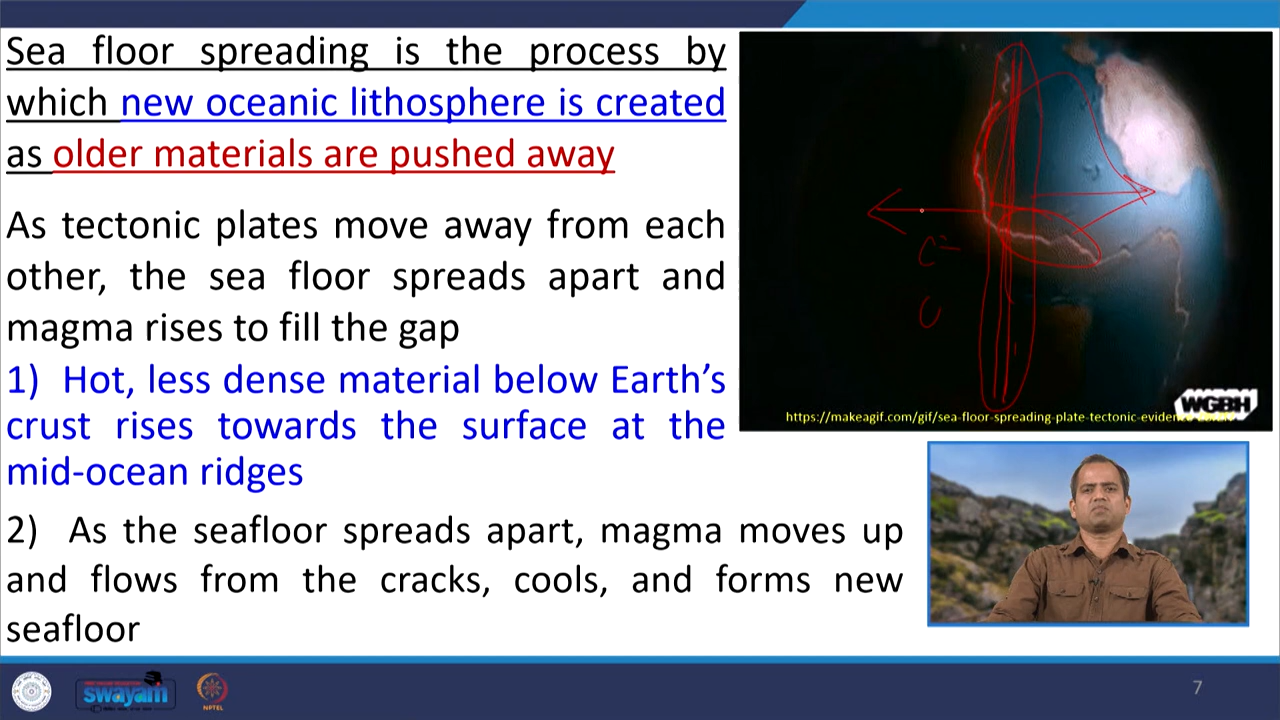 Sea floor spreading is the process by
which new oceanic lithosphere is created
as older materials are pushed away
As tectonic plates move away from each
other, the sea floor spreads apart and
magma rises to fill the gap
1) Hot, less dense material below Earth’s
crust rises towards the surface at the
mid-ocean ridges
2) As the seafloor spreads apart, magma moves up
and flows from the cracks, cools, and forms new
seafloor
WGBH
https://makeagif.com/gif/sea-floor-spreading-plate-tectonic-evidence
swayam
NPTEL
7